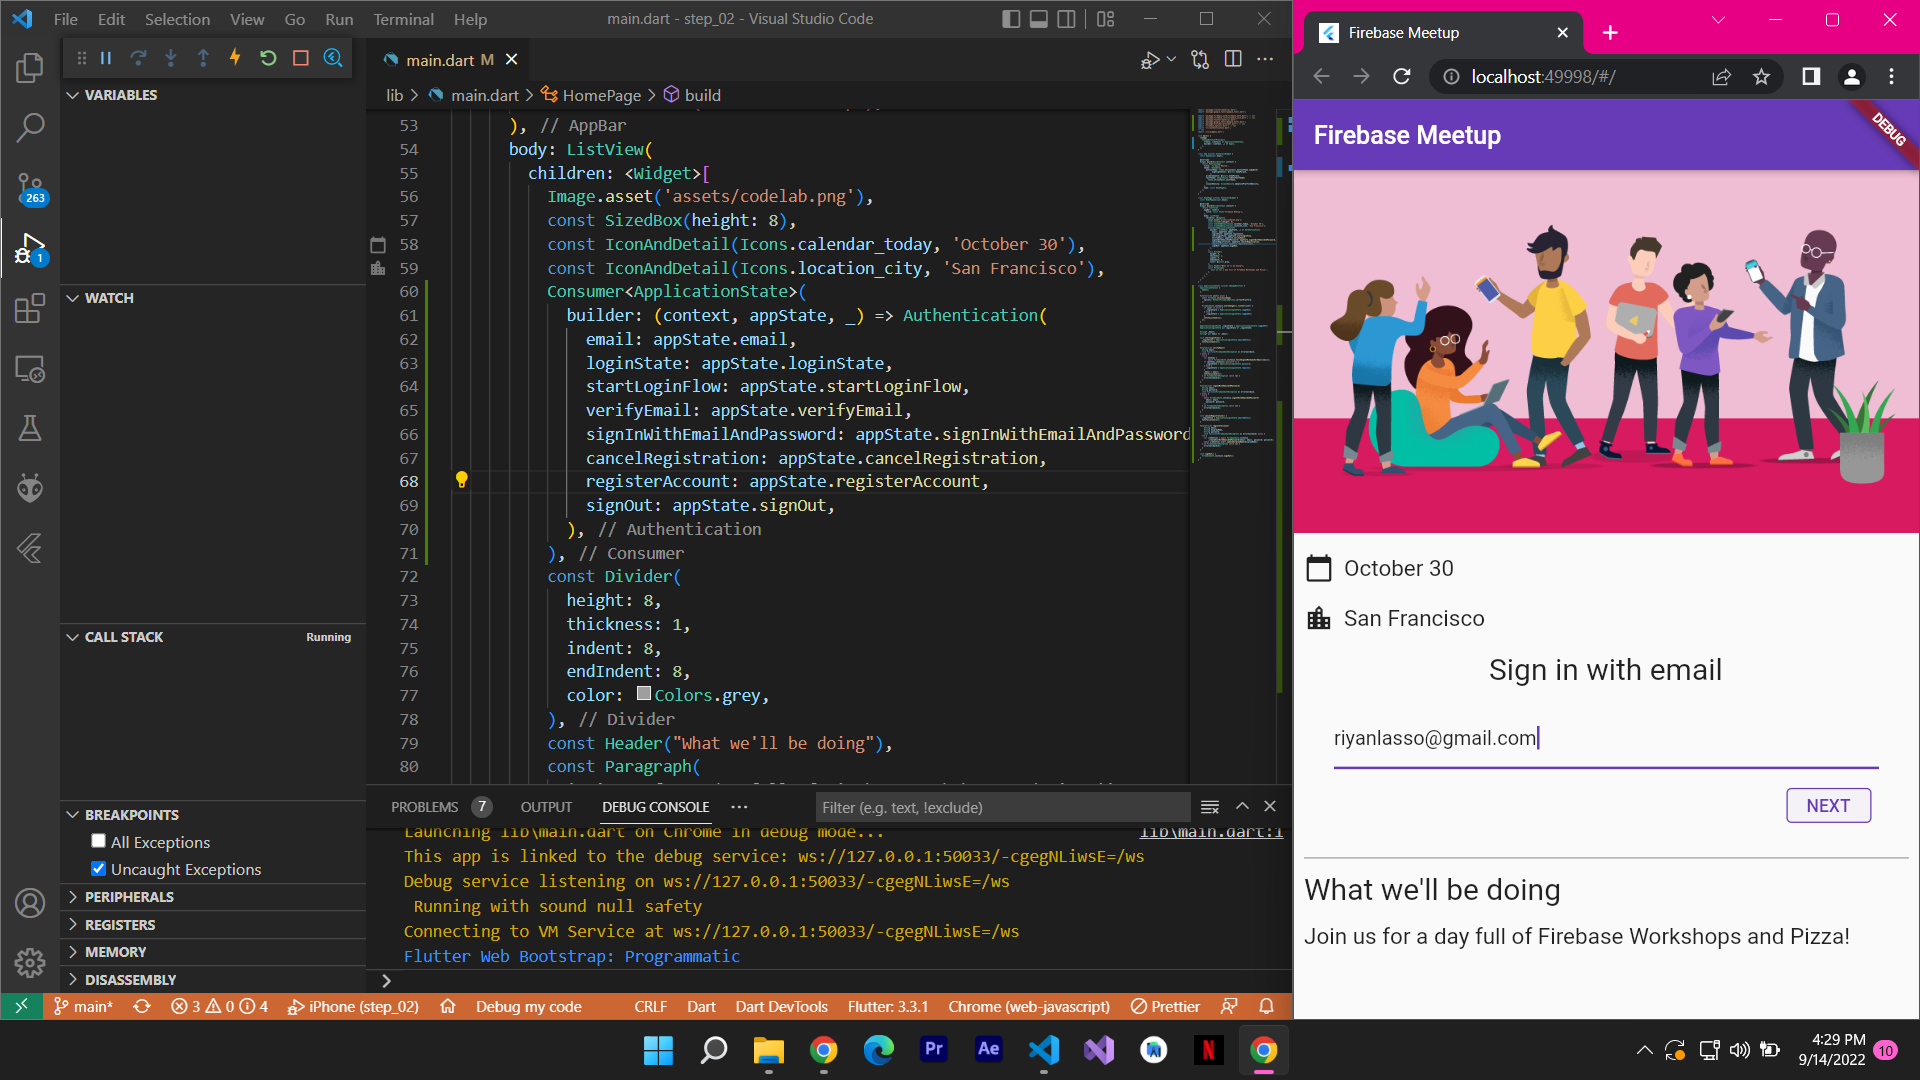 File Edit Selection View Go Run Terminal Help
main.dart - step_02 - Visual Studio Code
main.dart M
lib > main.dart > HomePage > build
VARIABLES
WATCH
CALL STACK
Running
BREAKPOINTS
All Exceptions
Uncaught Exceptions
PERIPHERALS
REGISTERS
MEMORY
DISASSEMBLY
263
1
53 ), // AppBar
54 body: ListView(
55 children: <Widget>[
56 Image.asset('assets/codelab.png'),
57 const SizedBox(height: 8),
58 const IconAndDetail(Icons.calendar_today, 'October 30'),
59 const IconAndDetail(Icons.location_city, 'San Francisco'),
60 Consumer<ApplicationState>(
61 builder: (context, appState, _) => Authentication(
62 email: appState.email,
63 loginState: appState.loginState,
64 startLoginFlow: appState.startLoginFlow,
65 verifyEmail: appState.verifyEmail,
66 signInWithEmailAndPassword: appState.signInWithEmailAndPassword
67 cancelRegistration: appState.cancelRegistration,
68 registerAccount: appState.registerAccount,
69 signOut: appState.signOut,
70 ), // Authentication
71 ), // Consumer
72 const Divider(
73 height: 8,
74 thickness: 1,
75 indent: 8,
76 endIndent: 8,
77 color: Colors.grey,
78 ), // Divider
79 const Header("What we'll be doing"),
80 const Paragraph(
PROBLEMS 7 OUTPUT DEBUG CONSOLE ··· Filter (e.g. text, !exclude)
Launching lib\main.dart on Chrome in debug mode... lib\main.dart:1
This app is linked to the debug service: ws://127.0.0.1:50033/-cgegNLiwsE=/ws
Debug service listening on ws://127.0.0.1:50033/-cgegNLiwsE=/ws
Running with sound null safety
Connecting to VM Service at ws://127.0.0.1:50033/-cgegNLiwsE=/ws
Flutter Web Bootstrap: Programmatic
main* 3 0 4 iPhone (step_02) Debug my code CRLF Dart Dart DevTools Flutter: 3.3.1 Chrome (web-javascript) Prettier
Firebase Meetup
localhost:49998/#/
Firebase Meetup
DEBUG
October 30
San Francisco
Sign in with email
riyanlasso@gmail.com
NEXT
What we'll be doing
Join us for a day full of Firebase Workshops and Pizza!
Pr Ae N
4:29 PM
9/14/2022
10